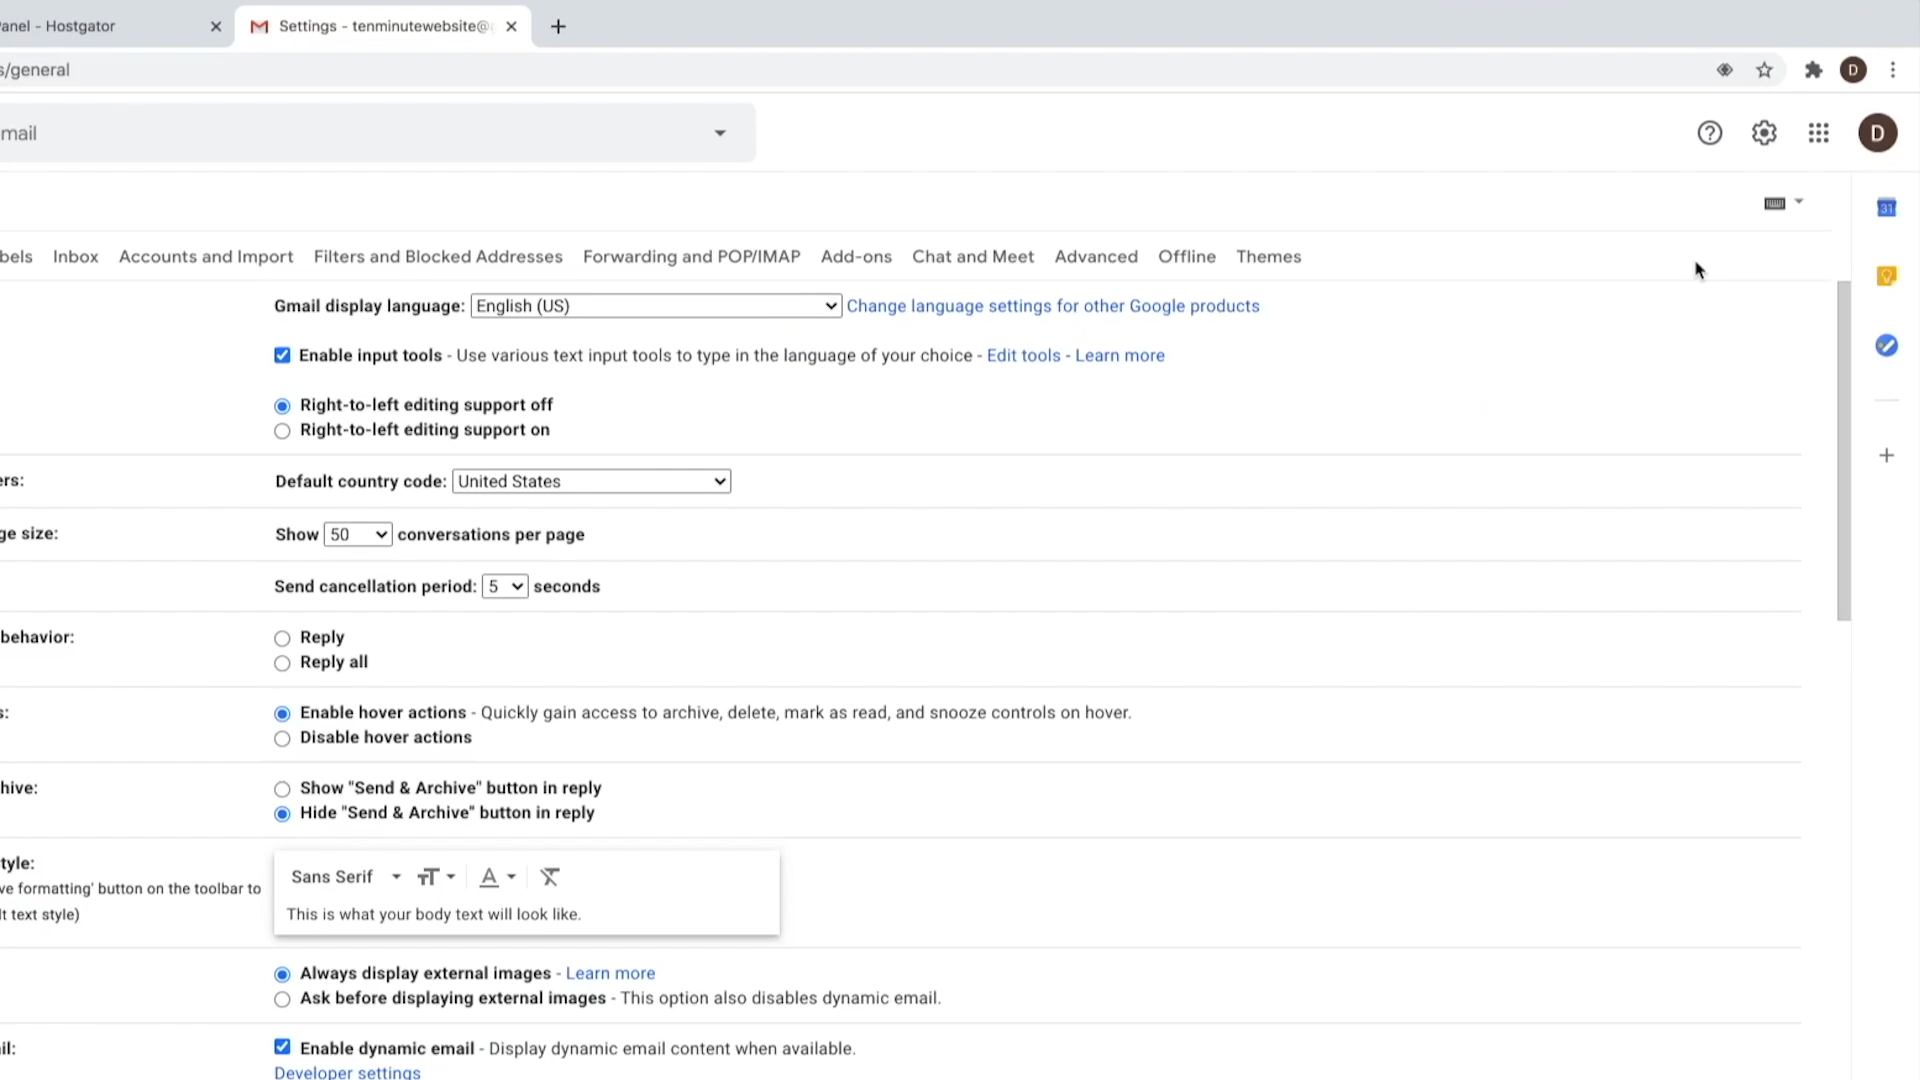 anel - Hostgator
Settings - tenminutewebsite@
s/general
D
mail
D
31
bels Inbox Accounts and Import Filters and Blocked Addresses Forwarding and POP/IMAP Add-ons Chat and Meet Advanced Offline Themes
Gmail display language: English (US) Change language settings for other Google products
Enable input tools - Use various text input tools to type in the language of your choice - Edit tools - Learn more
Right-to-left editing support off
Right-to-left editing support on
ers: Default country code: United States
ge size: Show 50 conversations per page
Send cancellation period: 5 seconds
behavior: Reply
Reply all
s: Enable hover actions - Quickly gain access to archive, delete, mark as read, and snooze controls on hover.
Disable hover actions
hive: Show "Send & Archive" button in reply
Hide "Send & Archive" button in reply
tyle: Sans Serif
ve formatting' button on the toolbar to
lt text style) This is what your body text will look like.
Always display external images - Learn more
Ask before displaying external images - This option also disables dynamic email.
il: Enable dynamic email - Display dynamic email content when available.
Developer settings